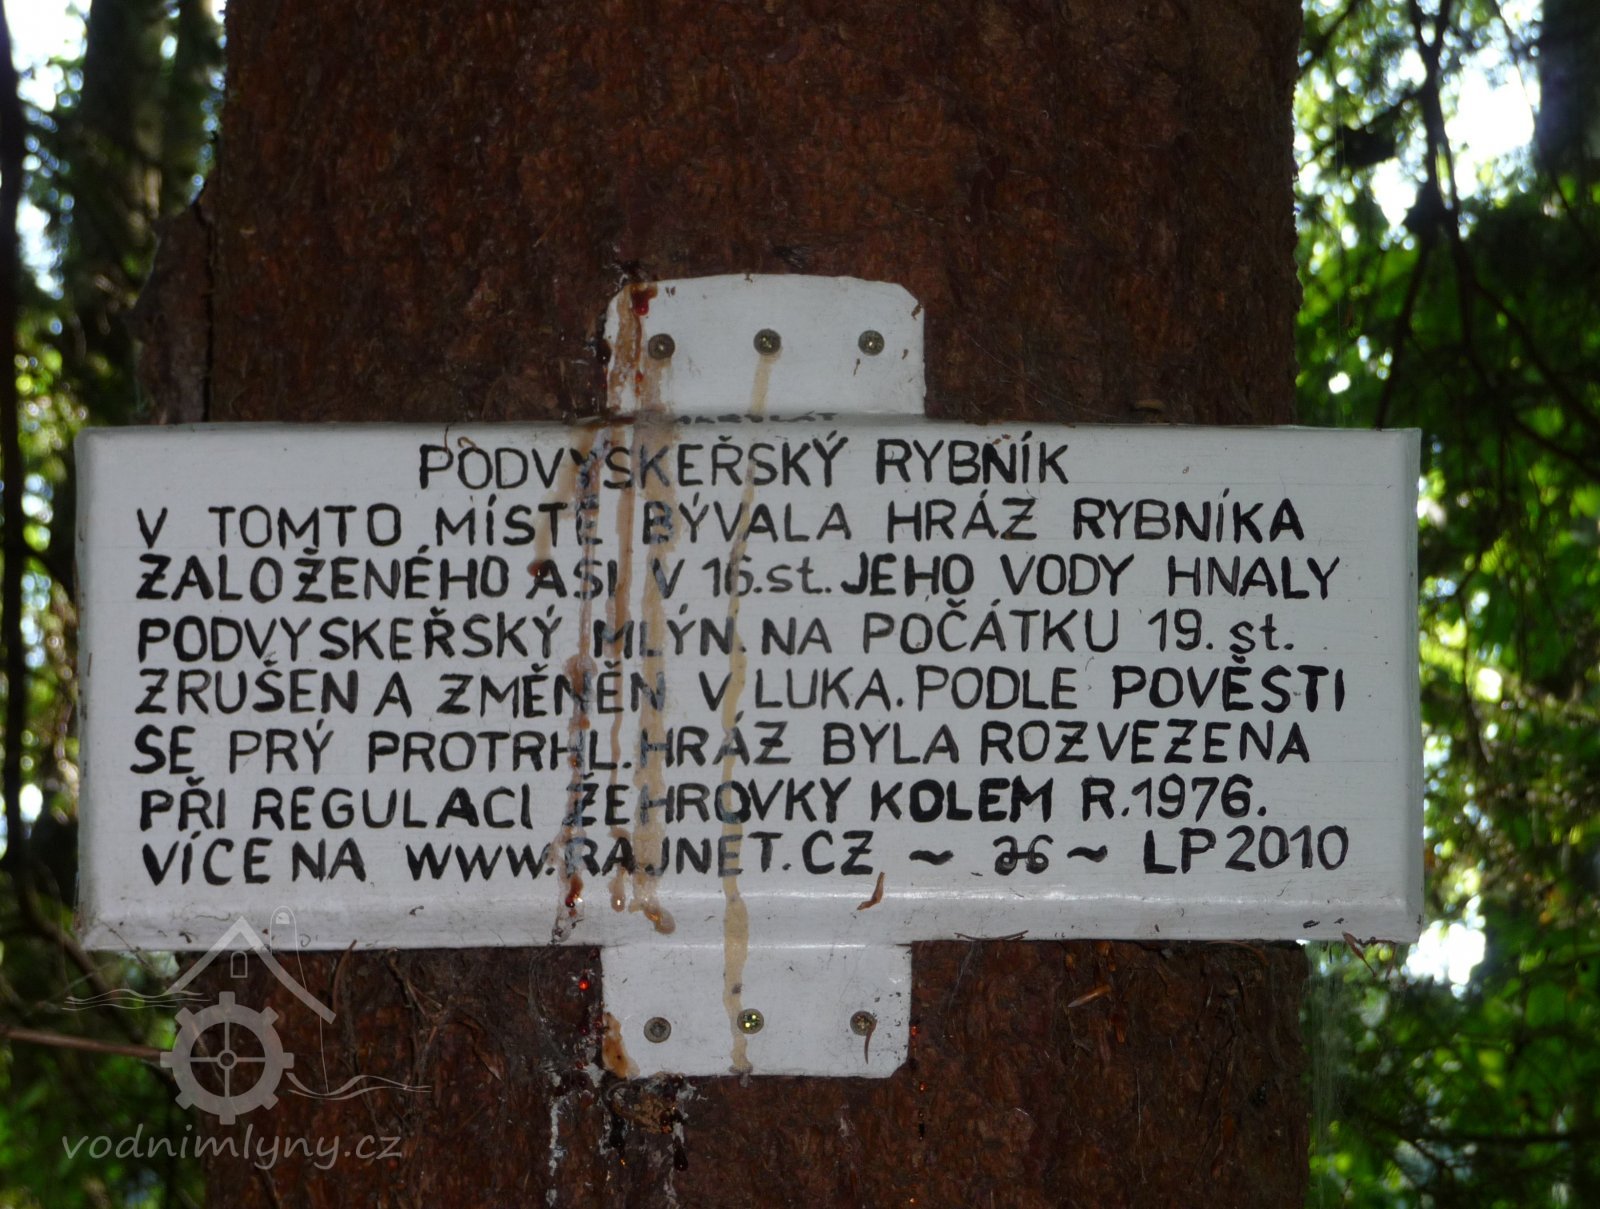 PODVYSKEŘSKÝ RYBNÍK
V TOMTO MÍSTĚ BÝVALA HRÁZ RYBNÍKA
ZALOŽENÉHO ASI V 16.st. JEHO VODY HNALY
PODVYSKEŘSKÝ MLÝN. NA POČÁTKU 19. st.
ZRUŠEN A ZMĚNĚN V LUKA. PODLE POVĚSTI
SE PRÝ PROTRHL. HRÁZ BYLA ROZVEZENA
PŘI REGULACI ŽEHROVKY KOLEM R.1976.
VÍCE NA WWW.RAJNET.CZ ~ ~ LP 2010
vodnimlyny.cz